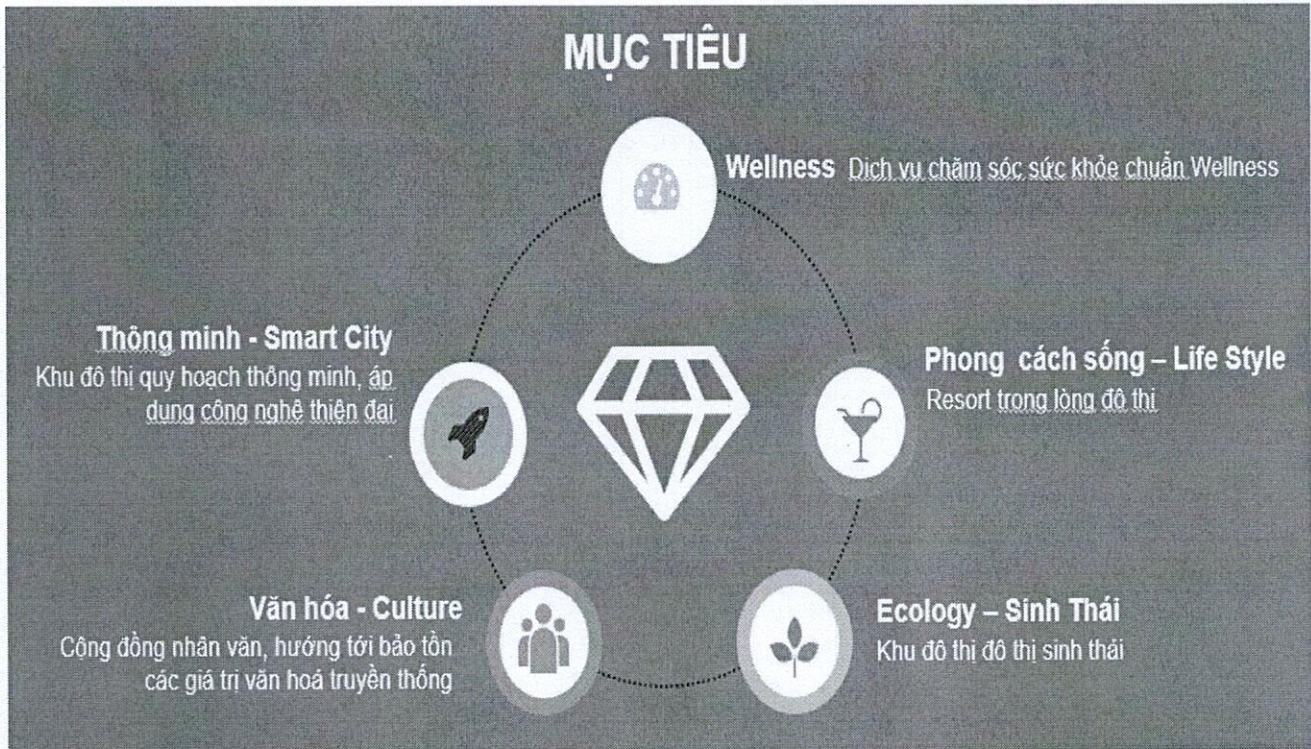 MỤC TIÊU
Wellness Dịch vụ chăm sóc sức khỏe chuẩn Wellness
Thông minh - Smart City
Khu đô thị quy hoạch thông minh, áp
dụng công nghệ thiện đại
Phong cách sống – Life Style
Resort trong lòng đô thị
Văn hóa - Culture
Cộng đồng nhân văn, hướng tới bảo tồn
các giá trị văn hoá truyền thống
Ecology – Sinh Thái
Khu đô thị đô thị sinh thái